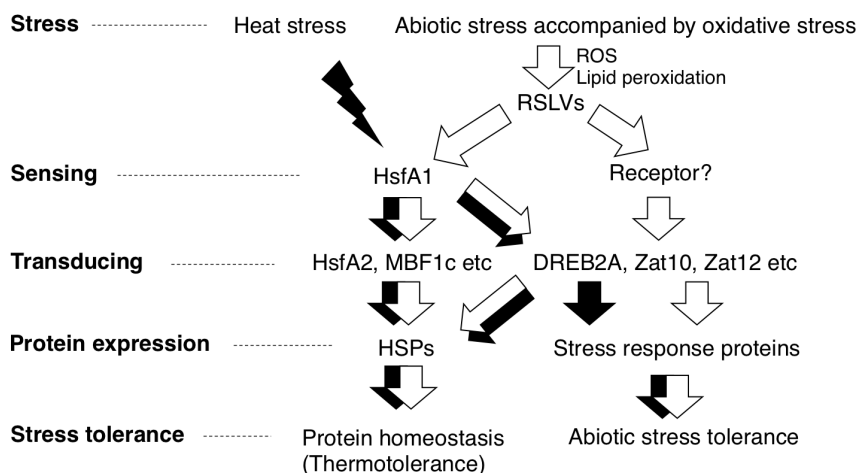 Stress Heat stress Abiotic stress accompanied by oxidative stress
ROS
Lipid peroxidation
RSLVs
Sensing HsfA1 Receptor?
Transducing HsfA2, MBF1c etc DREB2A, Zat10, Zat12 etc
Protein expression HSPs Stress response proteins
Stress tolerance Protein homeostasis Abiotic stress tolerance
(Thermotolerance)